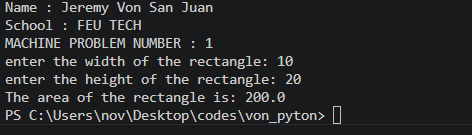 Name : Jeremy Von San Juan
School : FEU TECH
MACHINE PROBLEM NUMBER : 1
enter the width of the rectangle: 10
enter the height of the rectangle: 20
The area of the rectangle is: 200.0
PS C:\Users\nov\Desktop\codes\von_pyton>